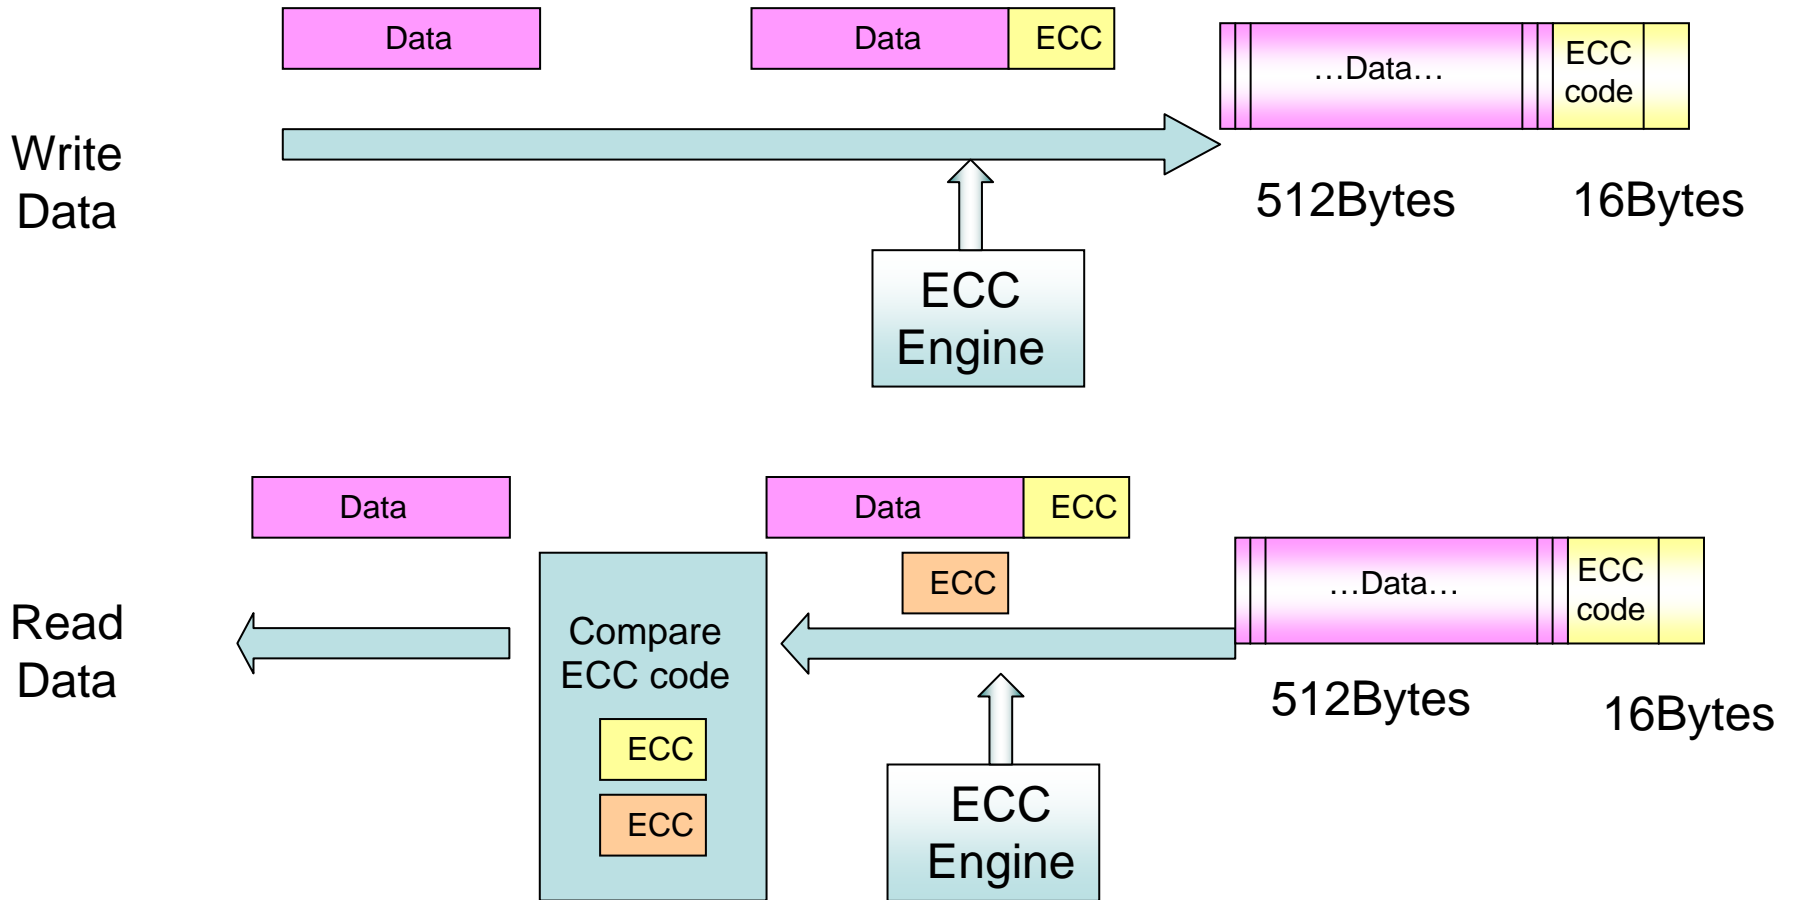 Data
Data
ECC
…Data…
ECC
code
Write
Data
512Bytes
16Bytes
ECC
Engine
Data
Data
ECC
ECC
…Data…
ECC
code
Read
Data
Compare
ECC code
512Bytes
16Bytes
ECC
ECC
ECC
Engine